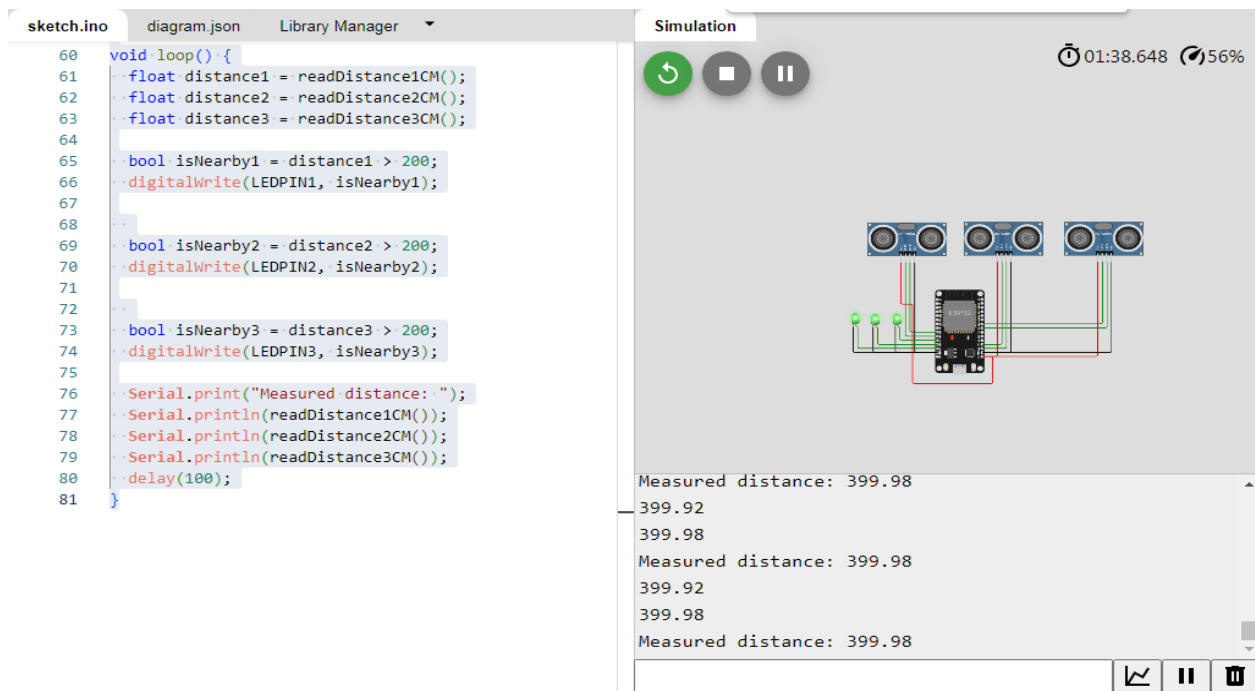 sketch.ino diagram.json Library Manager
60 void loop() {
61 float distance1 = readDistance1CM();
62 float distance2 = readDistance2CM();
63 float distance3 = readDistance3CM();
64
65 bool isNearby1 = distance1 > 200;
66 digitalWrite(LEDPIN1, isNearby1);
67
68
69 bool isNearby2 = distance2 > 200;
70 digitalWrite(LEDPIN2, isNearby2);
71
72
73 bool isNearby3 = distance3 > 200;
74 digitalWrite(LEDPIN3, isNearby3);
75
76 Serial.print("Measured distance: ");
77 Serial.println(readDistance1CM());
78 Serial.println(readDistance2CM());
79 Serial.println(readDistance3CM());
80 delay(100);
81 }
Simulation
01:38.648 56%
ESP32
Measured distance: 399.98
399.92
399.98
Measured distance: 399.98
399.92
399.98
Measured distance: 399.98